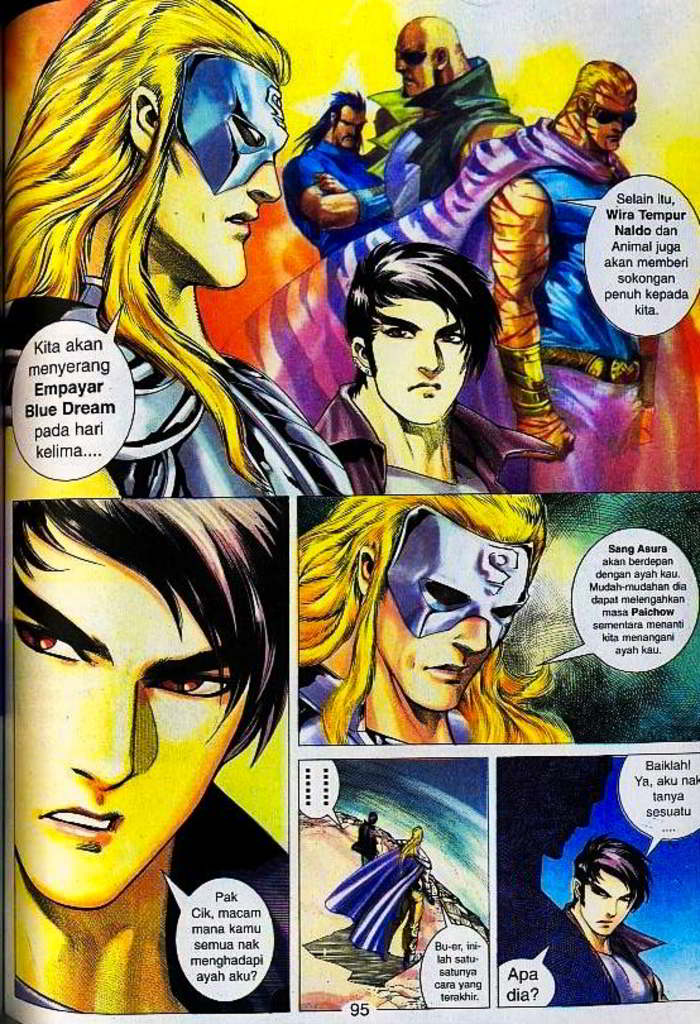 Kita akan
menyerang
Empayar
Blue Dream
pada hari
kelima....
Selain itu,
Wira Tempur
Naldo dan
Animal juga
akan memberi
sokongan
penuh kepada
kita.
Pak
Cik, macam
mana kamu
semua nak
menghadapi
ayah aku?
Sang Asura
akan berdepan
dengan ayah kau.
Mudah-mudahan dia
dapat melengahkan
masa Paichow
sementara menanti
kita menangani
ayah kau.
Bu-er, ini-
lah satu-
satunya
cara yang
terakhir.
Baiklah!
Ya, aku nak
tanya
sesuatu
....
Apa
dia?
95